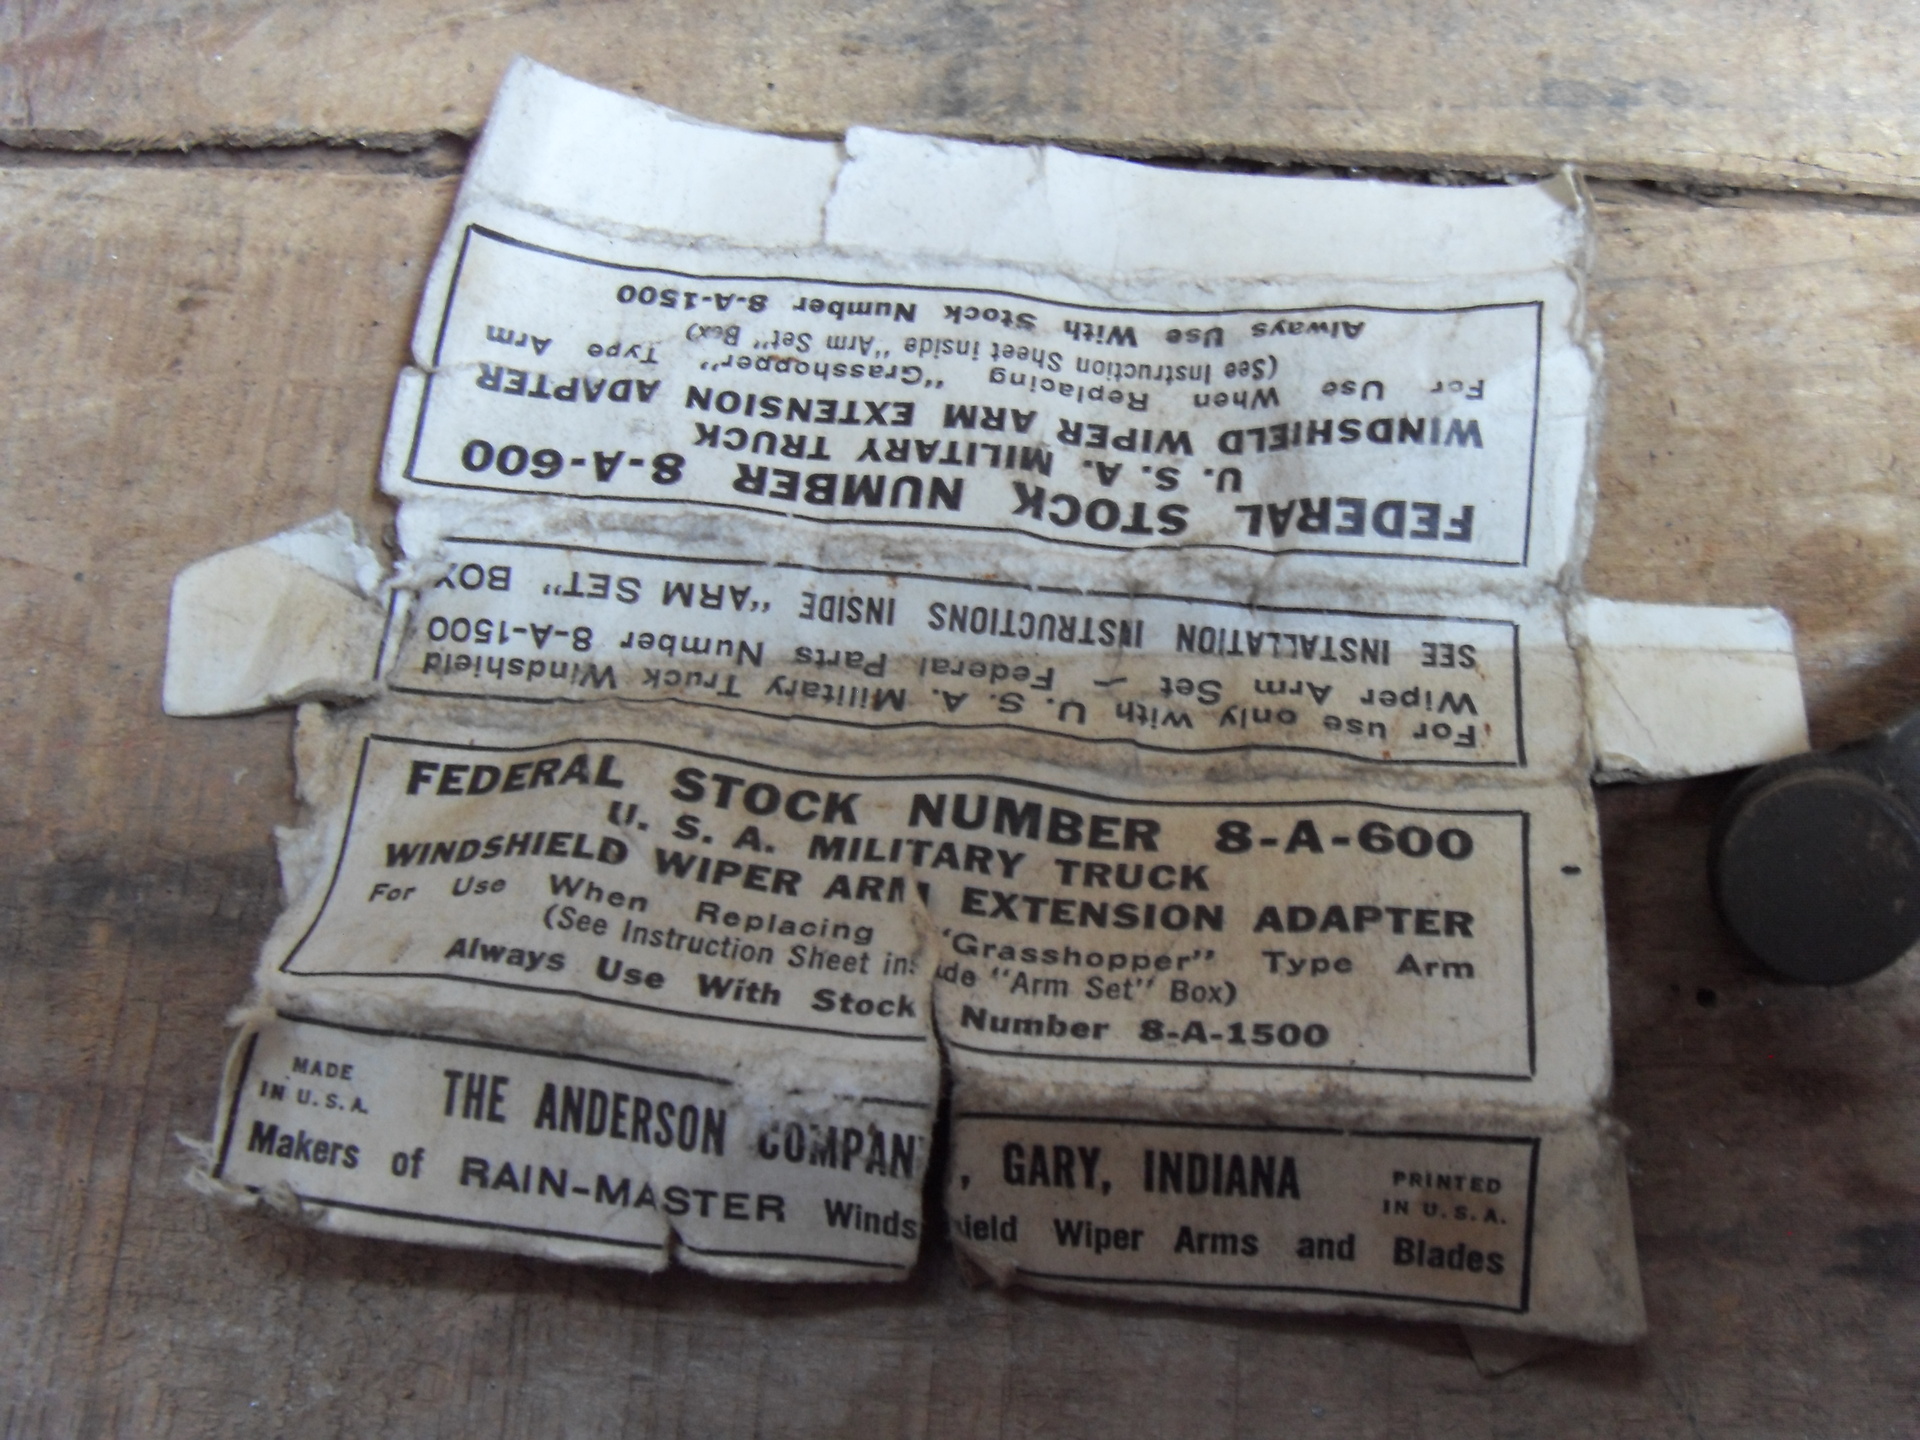 FEDERAL STOCK NUMBER 8-A-600
U. S. A. MILITARY TRUCK
WINDSHIELD WIPER ARM EXTENSION ADAPTER
For Use When Replacing "Grasshopper" Type Arm
(See Instruction Sheet inside "Arm Set" Box)
Always Use With Stock Number 8-A-1500
For use only with U. S. A. Military Truck Windshield
Wiper Arm Set - Federal Parts Number 8-A-1500
SEE INSTALLATION INSTRUCTIONS INSIDE "ARM SET" BOX
FEDERAL STOCK NUMBER 8-A-600
U. S. A. MILITARY TRUCK
WINDSHIELD WIPER ARM EXTENSION ADAPTER
For Use When Replacing "Grasshopper" Type Arm
(See Instruction Sheet inside "Arm Set" Box)
Always Use With Stock Number 8-A-1500
MADE
IN U.S.A.
THE ANDERSON COMPANY, GARY, INDIANA
PRINTED
IN U.S.A.
Makers of RAIN-MASTER Windshield Wiper Arms and Blades